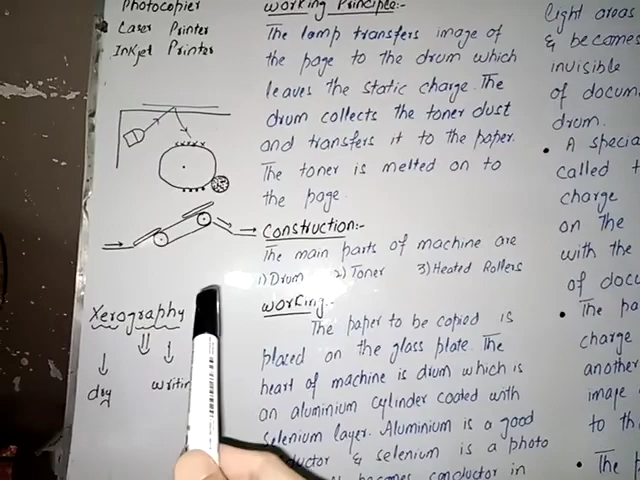 Photocopier
Laser Printer
Inkjet Printer
Xerography
dry
Working Principle:-
The lamp transfers image of
the page to the drum which
leaves the static charge. The
drum collects the toner dust
and transfers it to the paper.
The toner is melted on to
the page.
Construction:-
The main parts of machine are
1) Drum 2) Toner 3) Heated Rollers
Working:-
The paper to be copied is
placed on the glass plate. The
heart of machine is drum which is
an aluminium cylinder coated with
selenium layer. Aluminium is a good
& selenium is a photo
becomes conductor in
light areas
& becomes
invisible
of docum
drum.
• A specia
called t
charge
on the
with the
of docu
• The pa
charge
another
imape
to th
• The p